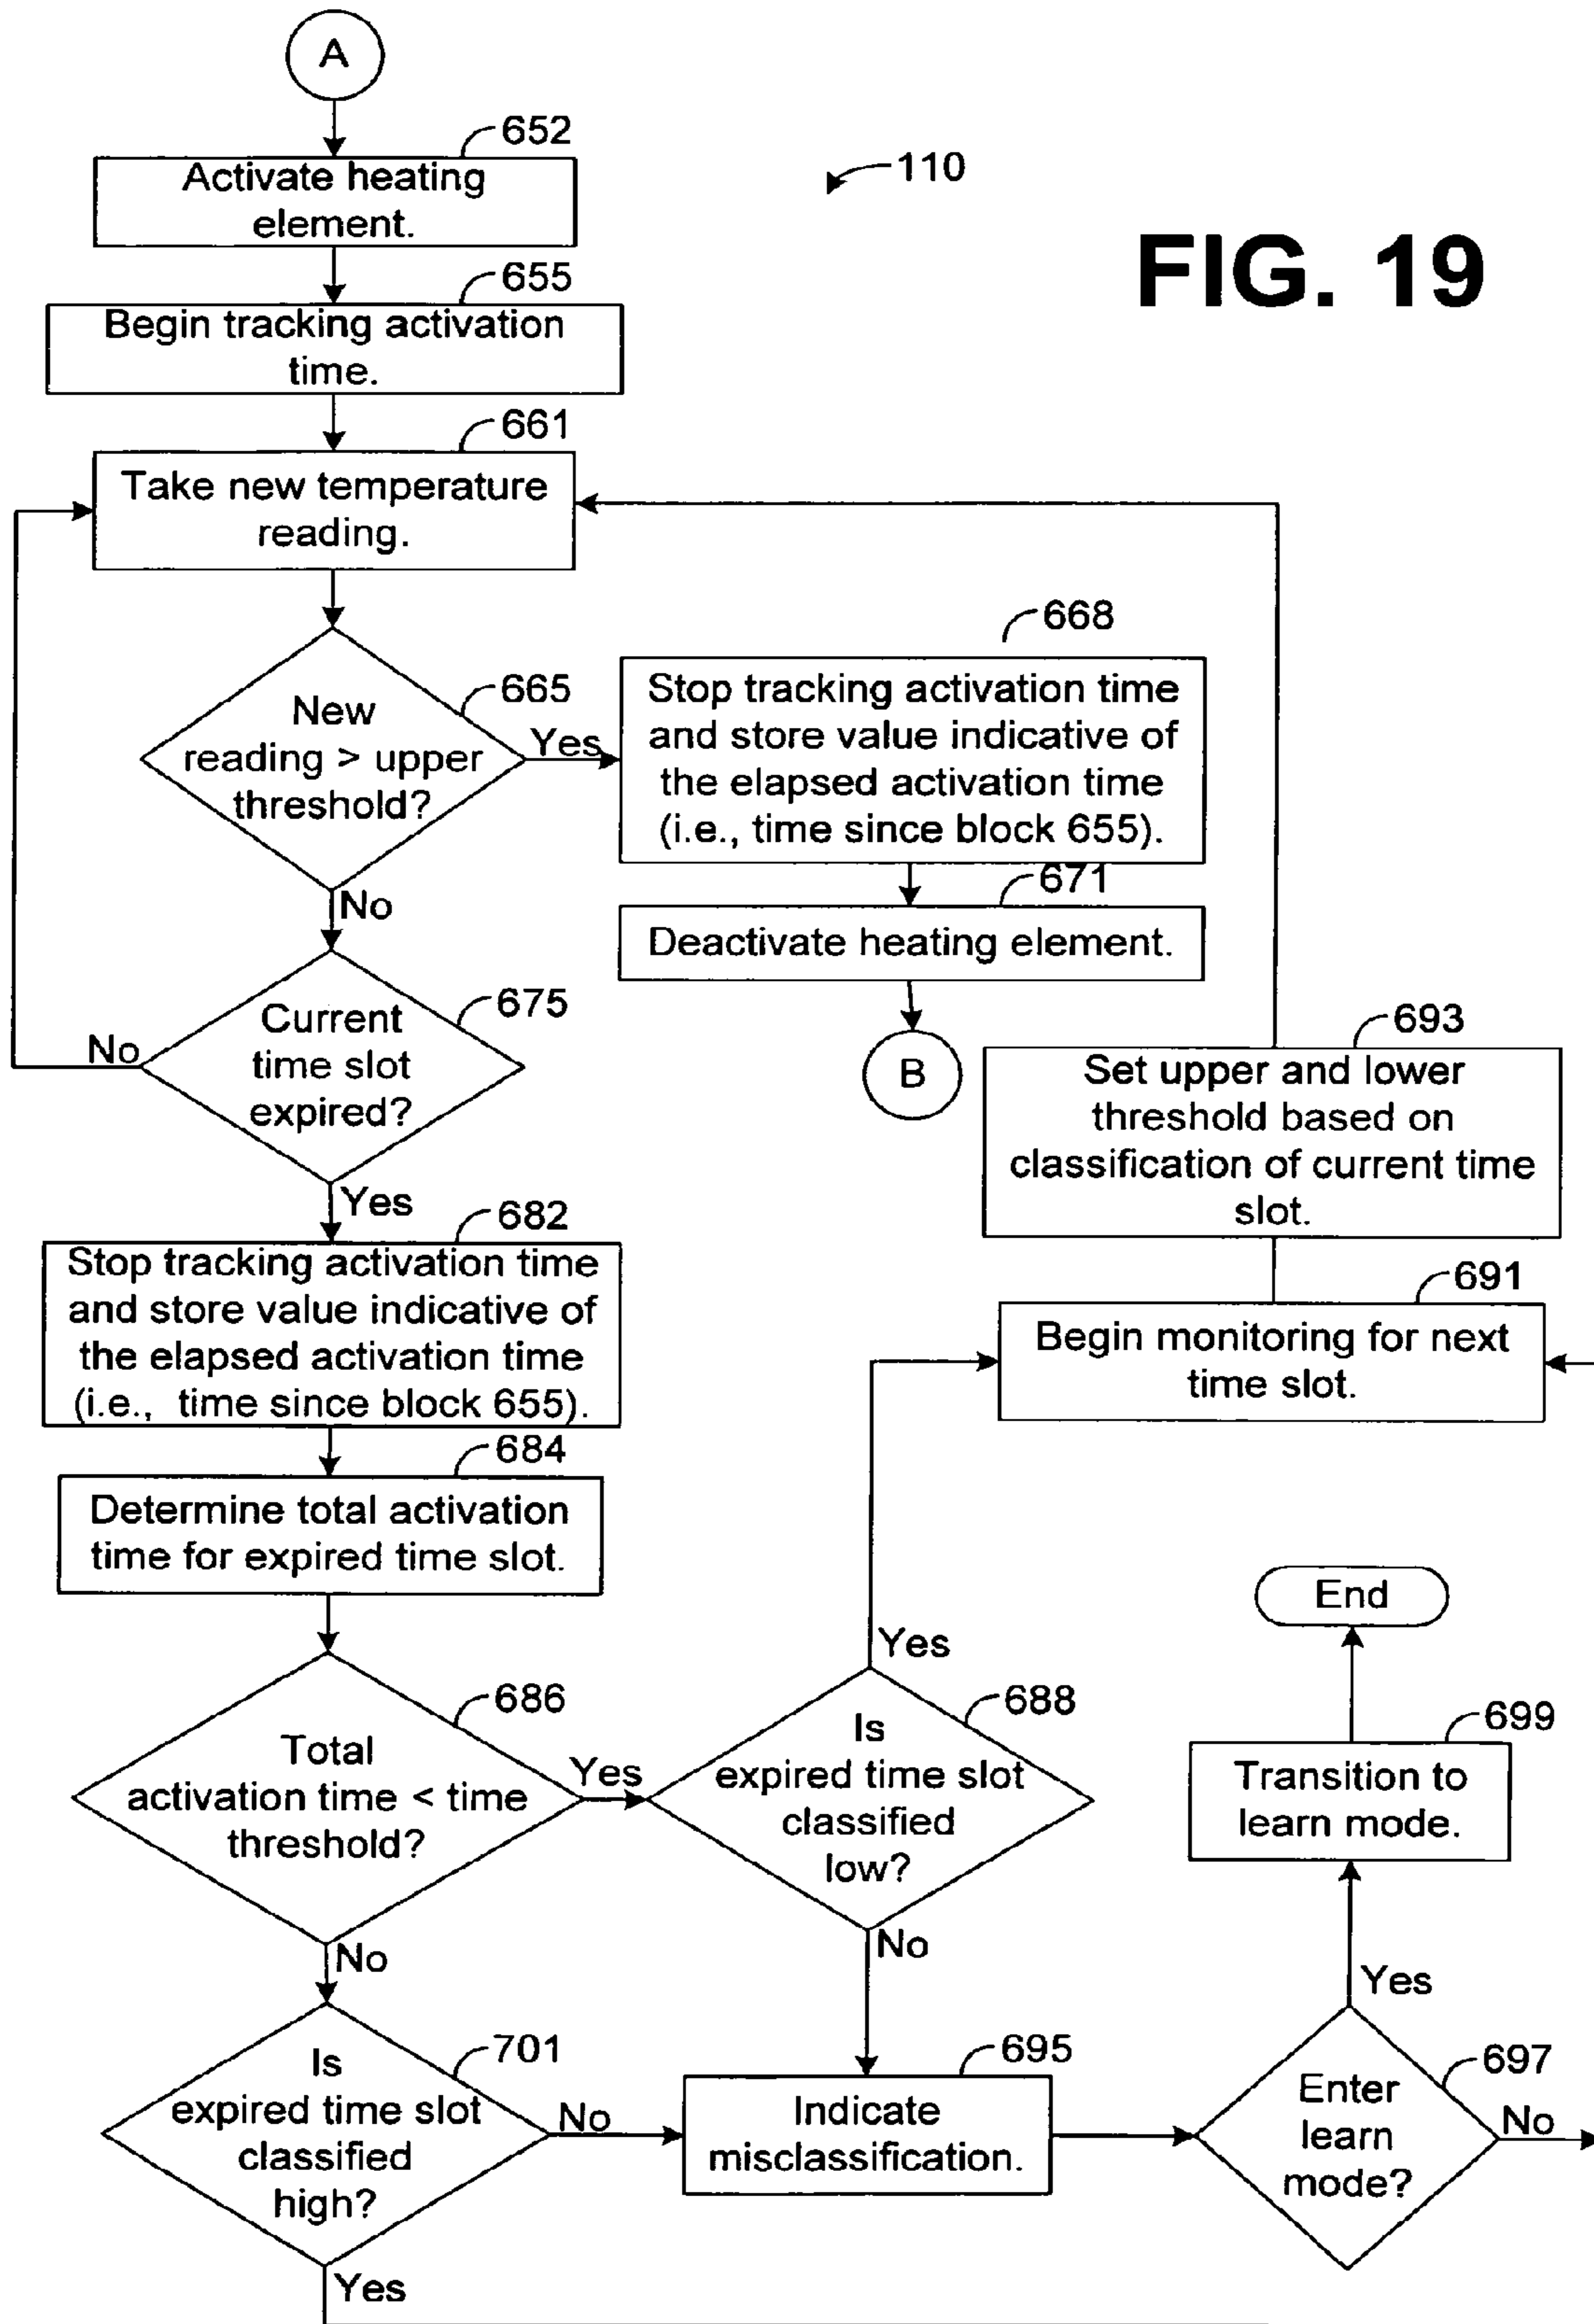 A
652
Activate heating
element.
110
FIG. 19
655
Begin tracking activation
time.
661
Take new temperature
reading.
665
New
reading > upper
threshold?
Yes
No
668
Stop tracking activation time
and store value indicative of
the elapsed activation time
(i.e., time since block 655).
671
Deactivate heating element.
B
675
Current
time slot
expired?
No
Yes
693
Set upper and lower
threshold based on
classification of current time
slot.
691
Begin monitoring for next
time slot.
682
Stop tracking activation time
and store value indicative of
the elapsed activation time
(i.e., time since block 655).
684
Determine total activation
time for expired time slot.
686
Total
activation time < time
threshold?
Yes
No
688
Is
expired time slot
classified
low?
Yes
No
End
699
Transition to
learn mode.
Yes
697
Enter
learn
mode?
No
701
Is
expired time slot
classified
high?
No
Yes
695
Indicate
misclassification.